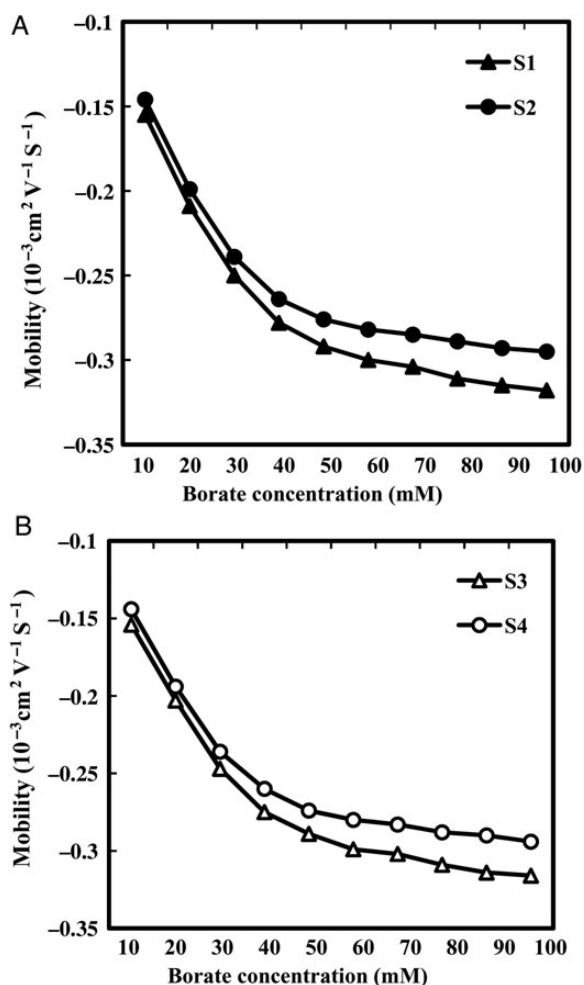 A
–0.1
–0.15
–0.2
–0.25
–0.3
–0.35
Mobility (10⁻³cm² V⁻¹ S⁻¹)
S1
S2
10 20 30 40 50 60 70 80 90 100
Borate concentration (mM)
B
–0.1
–0.15
–0.2
–0.25
–0.3
–0.35
Mobility (10⁻³cm² V⁻¹ S⁻¹)
S3
S4
10 20 30 40 50 60 70 80 90 100
Borate concentration (mM)